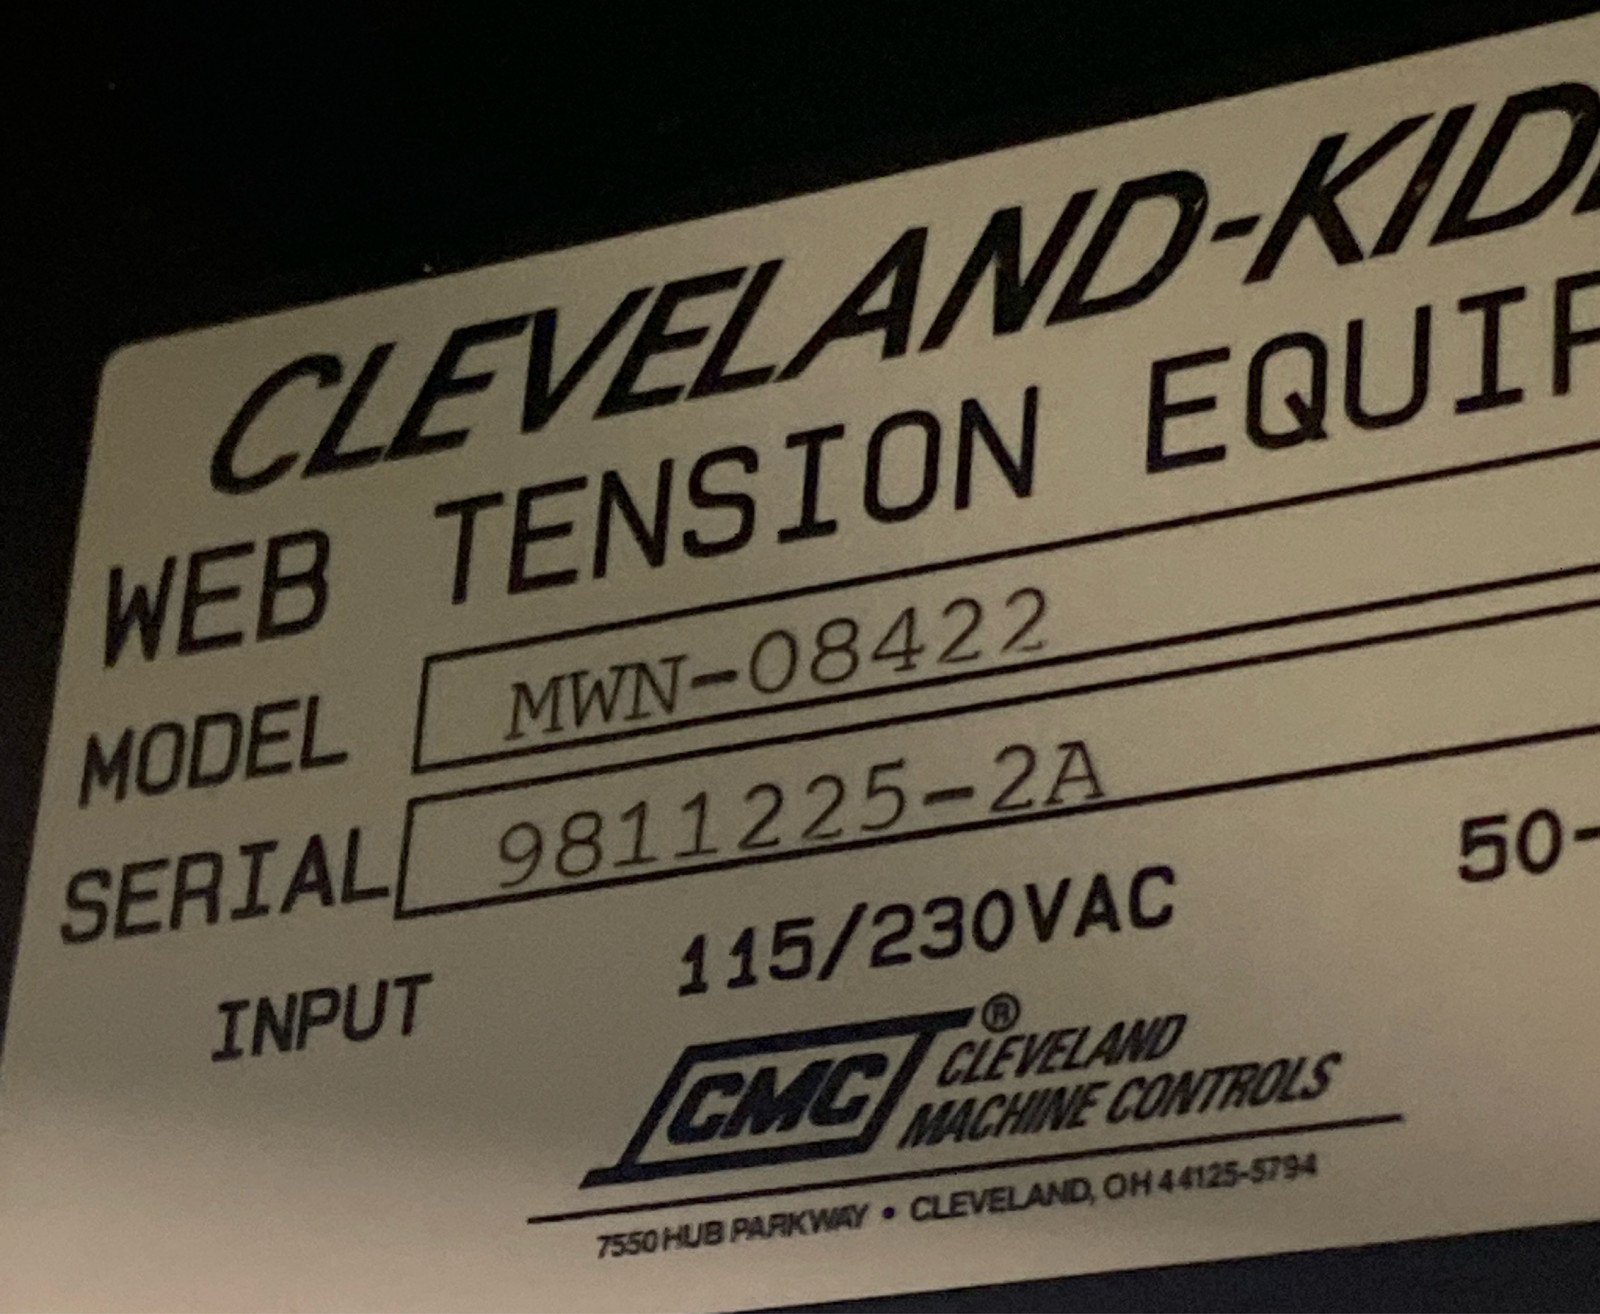 CLEVELAND-KID
WEB TENSION EQUIP
MODEL MWN-08422
SERIAL 9811225-2A
INPUT 115/230VAC 50-
CMC® CLEVELAND
MACHINE CONTROLS
7550 HUB PARKWAY • CLEVELAND, OH 44125-5794